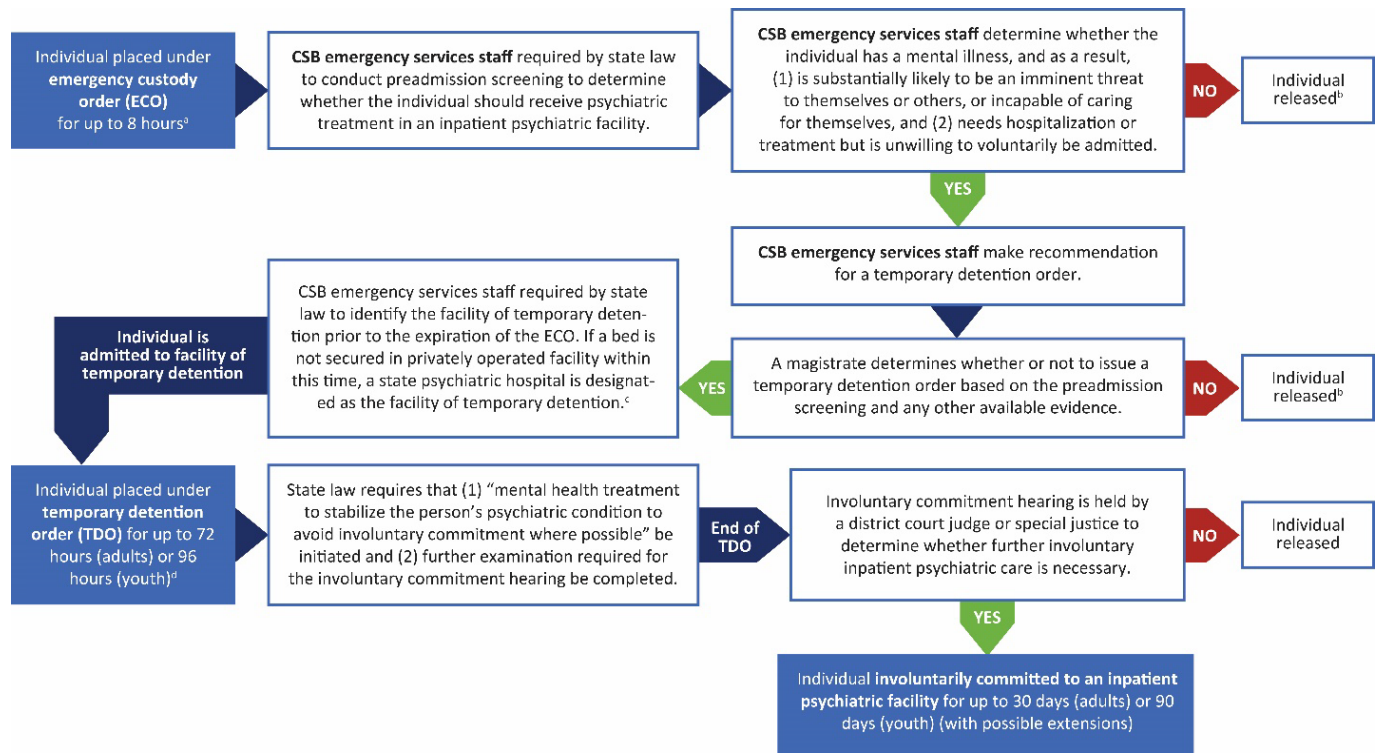 Individual placed under
emergency custody
order (ECO)
for up to 8 hoursᵃ
CSB emergency services staff required by state law
to conduct preadmission screening to determine
whether the individual should receive psychiatric
treatment in an inpatient psychiatric facility.
CSB emergency services staff determine whether the
individual has a mental illness, and as a result,
(1) is substantially likely to be an imminent threat
to themselves or others, or incapable of caring
for themselves, and (2) needs hospitalization or
treatment but is unwilling to voluntarily be admitted.
NO
Individual
releasedᵇ
YES
CSB emergency services staff make recommendation
for a temporary detention order.
A magistrate determines whether or not to issue a
temporary detention order based on the preadmission
screening and any other available evidence.
NO
Individual
releasedᵇ
YES
CSB emergency services staff required by state
law to identify the facility of temporary deten-
tion prior to the expiration of the ECO. If a bed is
not secured in privately operated facility within
this time, a state psychiatric hospital is designat-
ed as the facility of temporary detention.ᶜ
Individual is
admitted to facility of
temporary detention
Individual placed under
temporary detention
order (TDO) for up to 72
hours (adults) or 96
hours (youth)ᵈ
State law requires that (1) “mental health treatment
to stabilize the person’s psychiatric condition to
avoid involuntary commitment where possible” be
initiated and (2) further examination required for
the involuntary commitment hearing be completed.
End of
TDO
Involuntary commitment hearing is held by
a district court judge or special justice to
determine whether further involuntary
inpatient psychiatric care is necessary.
NO
Individual
released
YES
Individual involuntarily committed to an inpatient
psychiatric facility for up to 30 days (adults) or 90
days (youth) (with possible extensions)